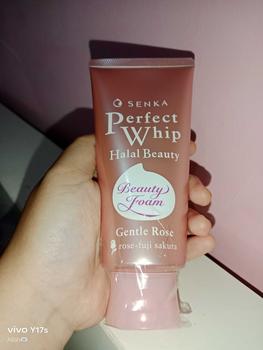 SENKA
Perfect
Whip
Halal Beauty
Beauty
Foam
Gentle Rose
rose-fuji sakura
vivo Y17s